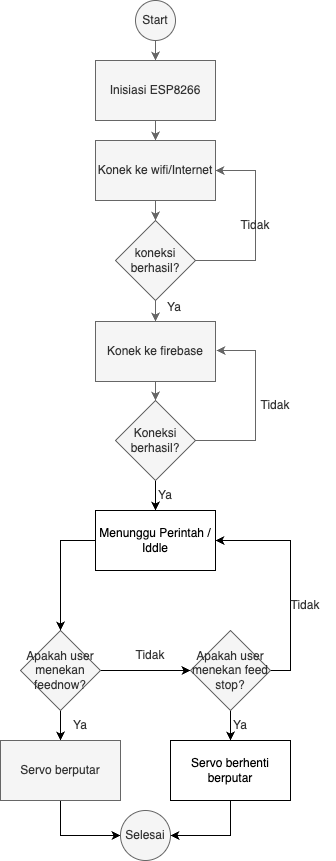 Start
Inisiasi ESP8266
Konek ke wifi/Internet
Tidak
koneksi
berhasil?
Ya
Konek ke firebase
Tidak
Koneksi
berhasil?
Ya
Menunggu Perintah /
Iddle
Tidak
Apakah user
menekan
feednow?
Tidak
Apakah user
menekan feed
stop?
Ya
Ya
Servo berputar
Servo berhenti
berputar
Selesai